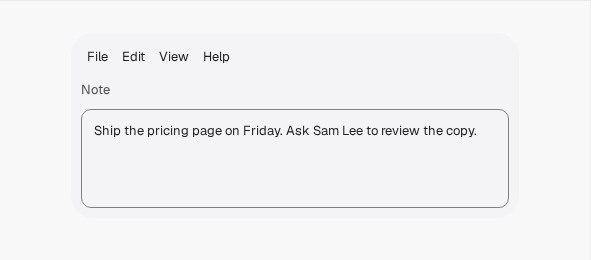 File Edit View Help
Note
Ship the pricing page on Friday. Ask Sam Lee to review the copy.